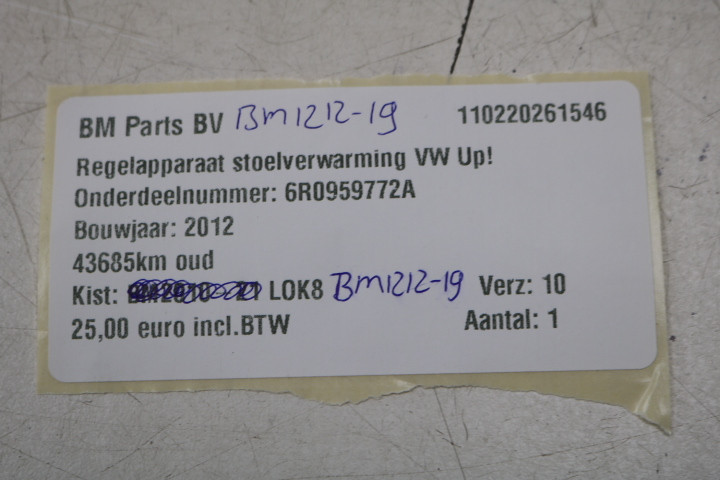 BM Parts BV BM1212-19 110220261546
Regelapparaat stoelverwarming VW Up!
Onderdeelnummer: 6R0959772A
Bouwjaar: 2012
43685km oud
Kist: LOK8 BM1212-19 Verz: 10
25,00 euro incl.BTW Aantal: 1